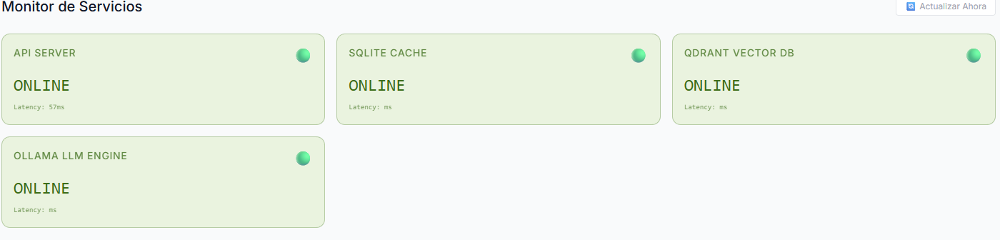 Monitor de Servicios
Actualizar Ahora
API SERVER
ONLINE
Latency: 57ms
SQLITE CACHE
ONLINE
Latency: ms
QDRANT VECTOR DB
ONLINE
Latency: ms
OLLAMA LLM ENGINE
ONLINE
Latency: ms